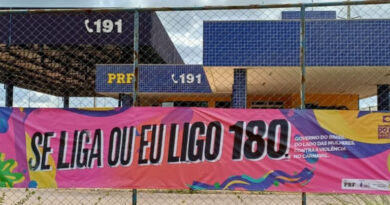 191
PRF 191
SE LIGA OU EU LIGO 180
GOVERNO DO BRASIL
DO LADO DAS MULHERES,
CONTRA A VIOLÊNCIA
NO CARNAVAL.
PRF